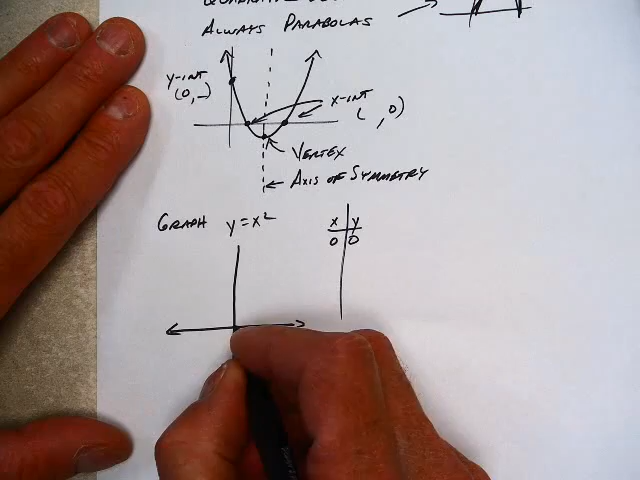 ALWAYS PARABOLAS
Y-INT
(0, _)
X-INT
( , 0)
VERTEX
AXIS OF SYMMETRY
GRAPH y = x²
x y
0 0